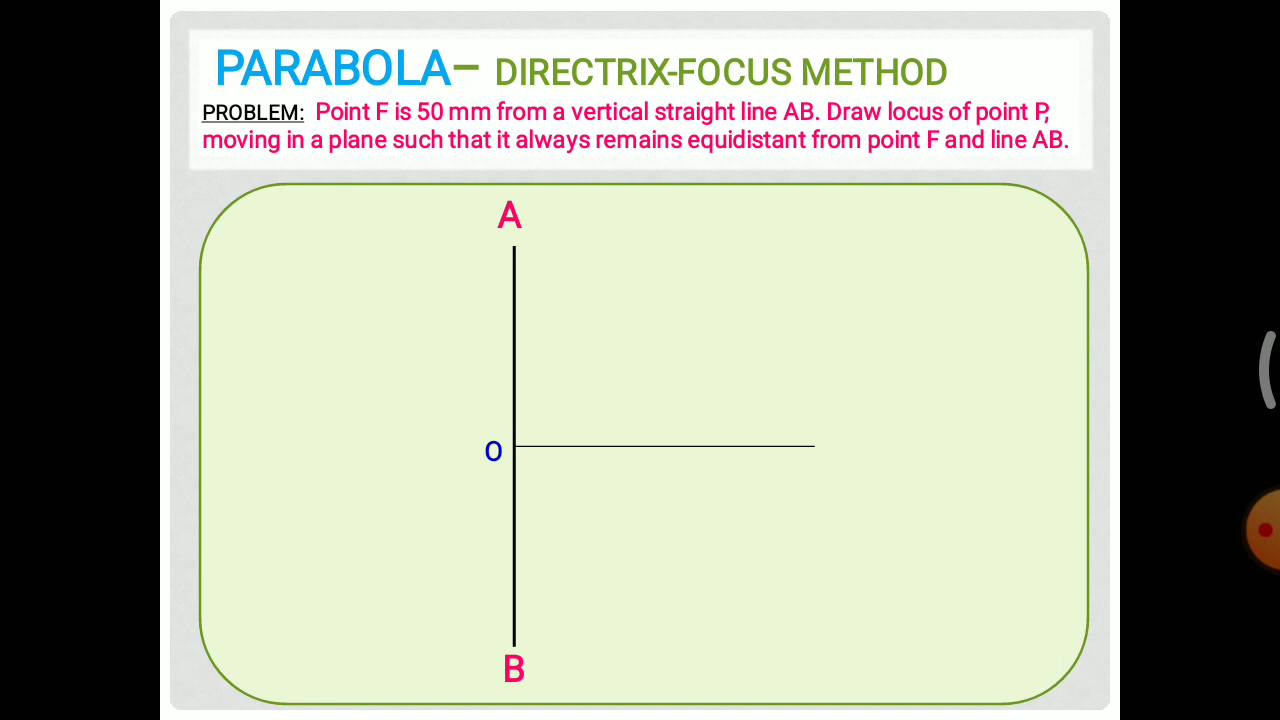 PARABOLA– DIRECTRIX-FOCUS METHOD
PROBLEM: Point F is 50 mm from a vertical straight line AB. Draw locus of point P,
moving in a plane such that it always remains equidistant from point F and line AB.
A
O
B